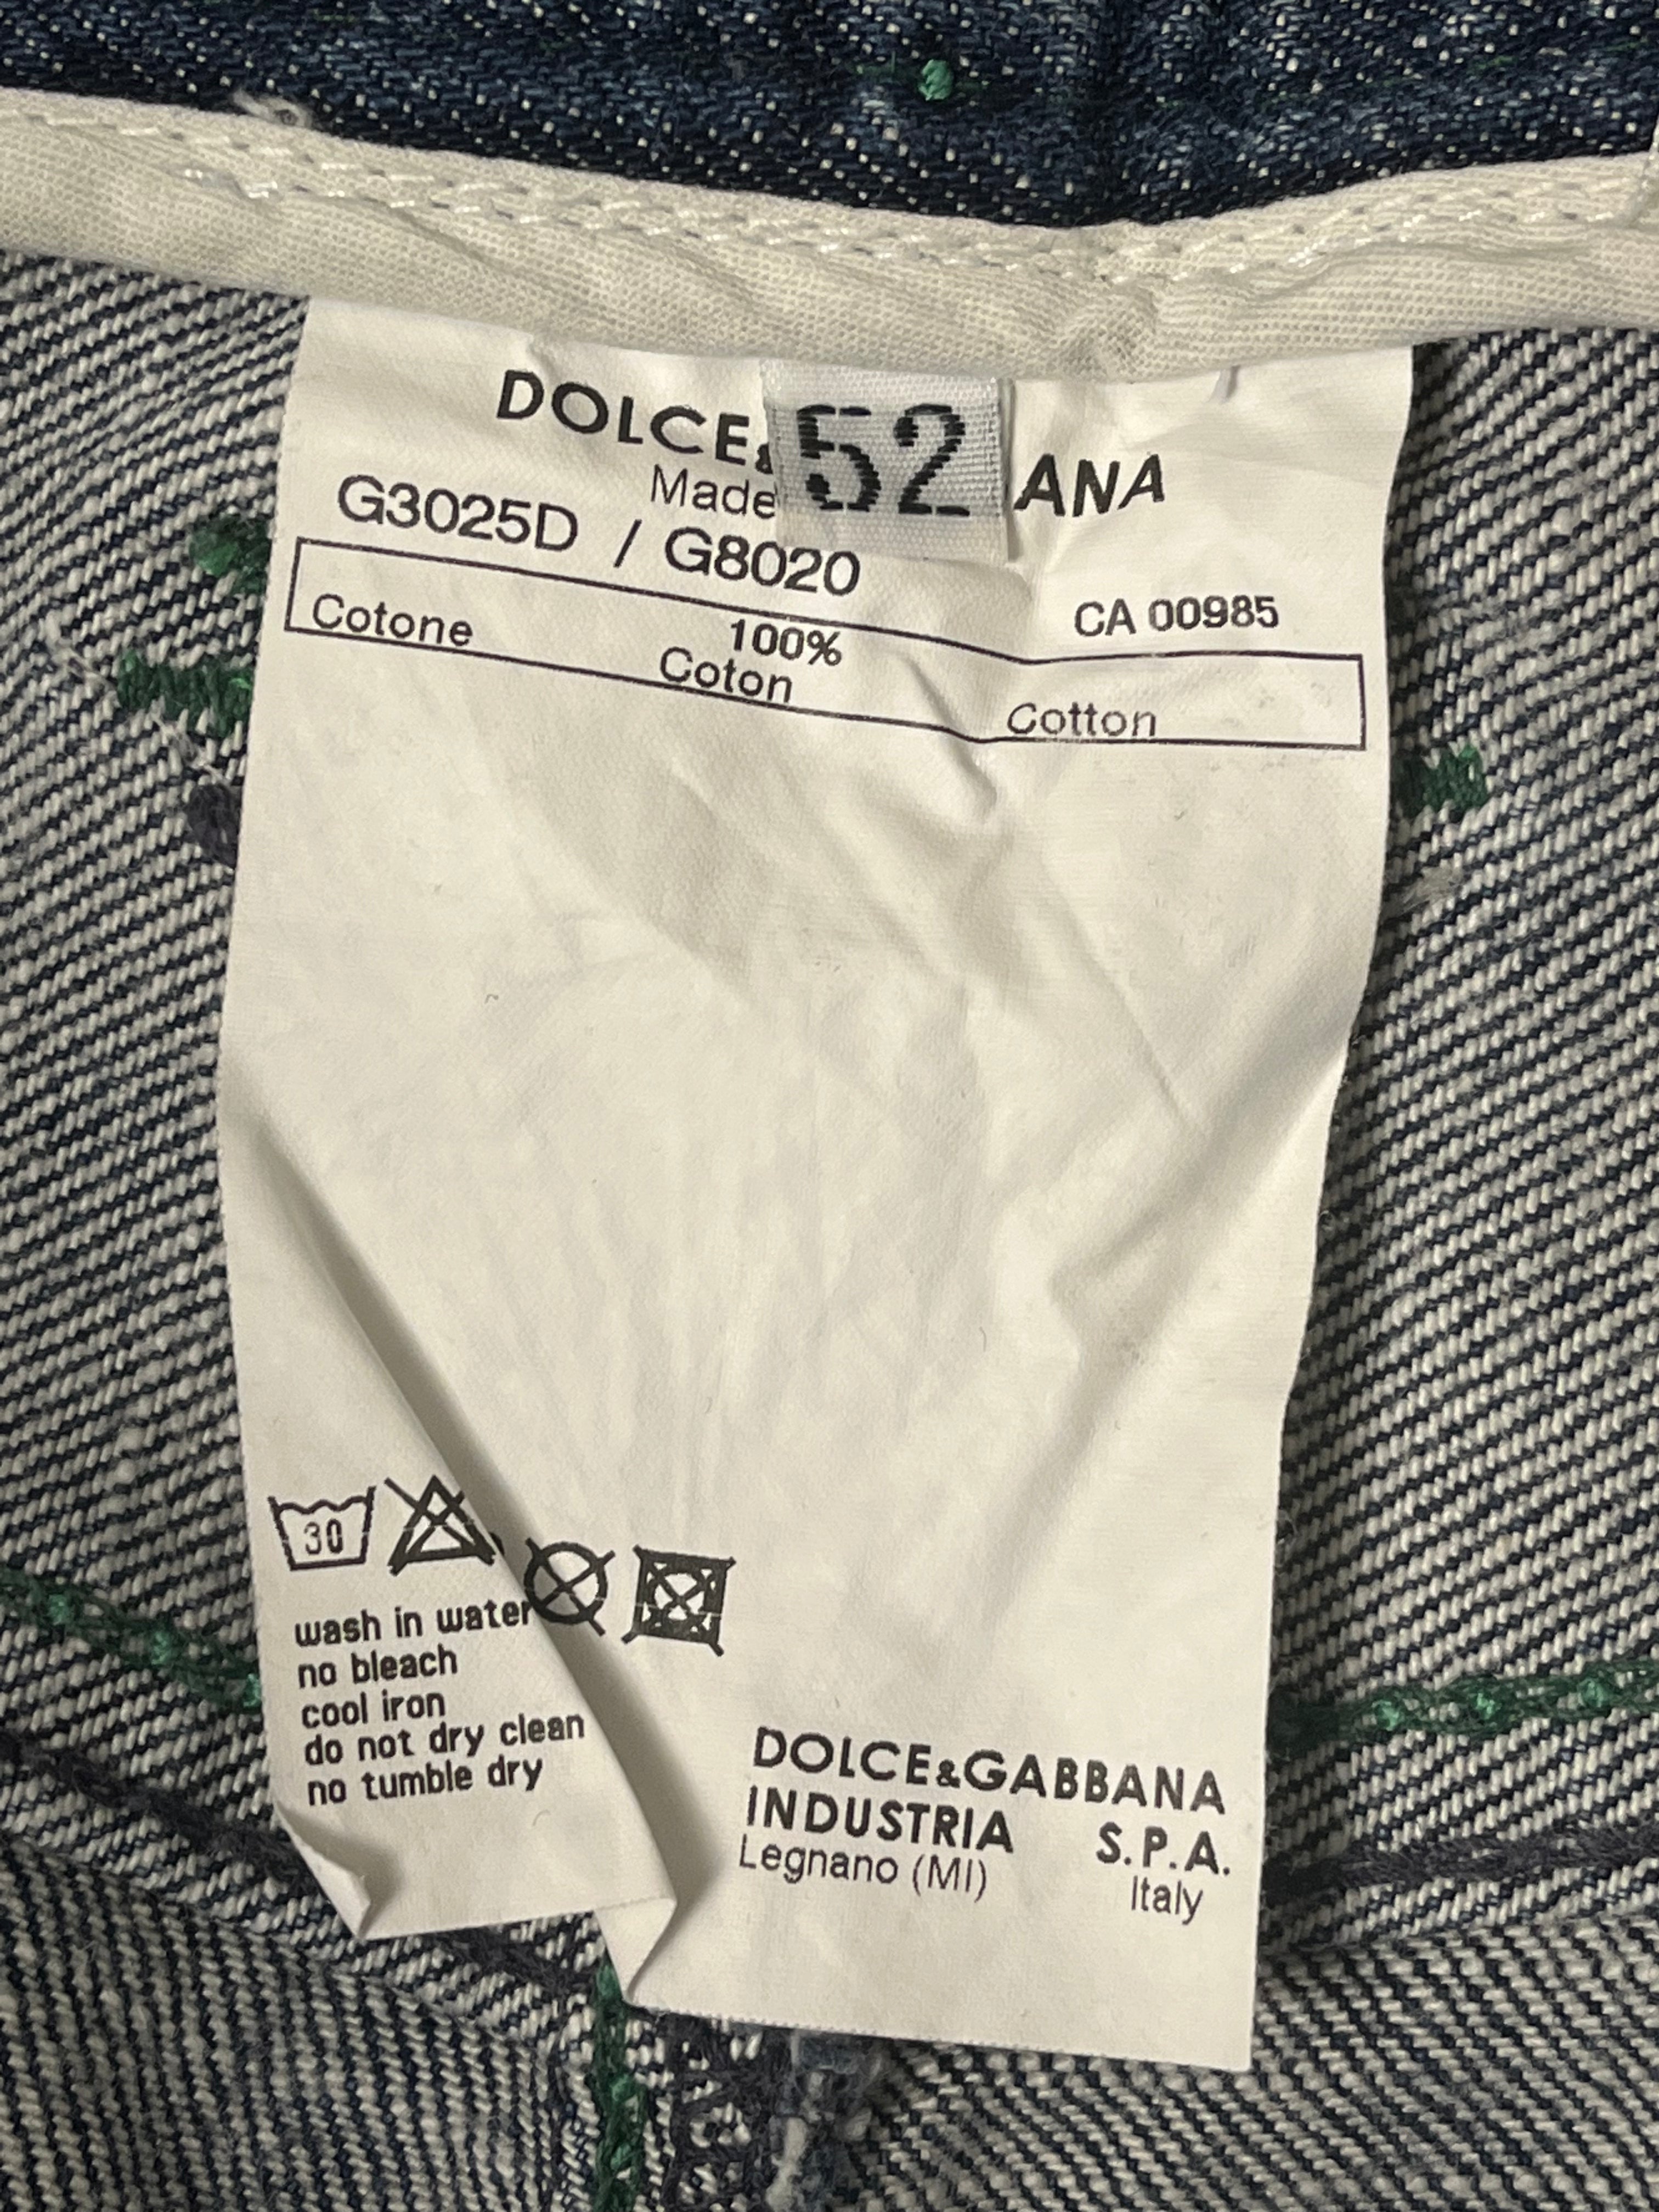 DOLCE& ANA
52
Made
G3025D / G8020
CA 00985
100%
Cotone Coton Cotton
30
wash in water
no bleach
cool iron
do not dry clean
no tumble dry
DOLCE&GABBANA
INDUSTRIA S.P.A.
Legnano (MI) Italy